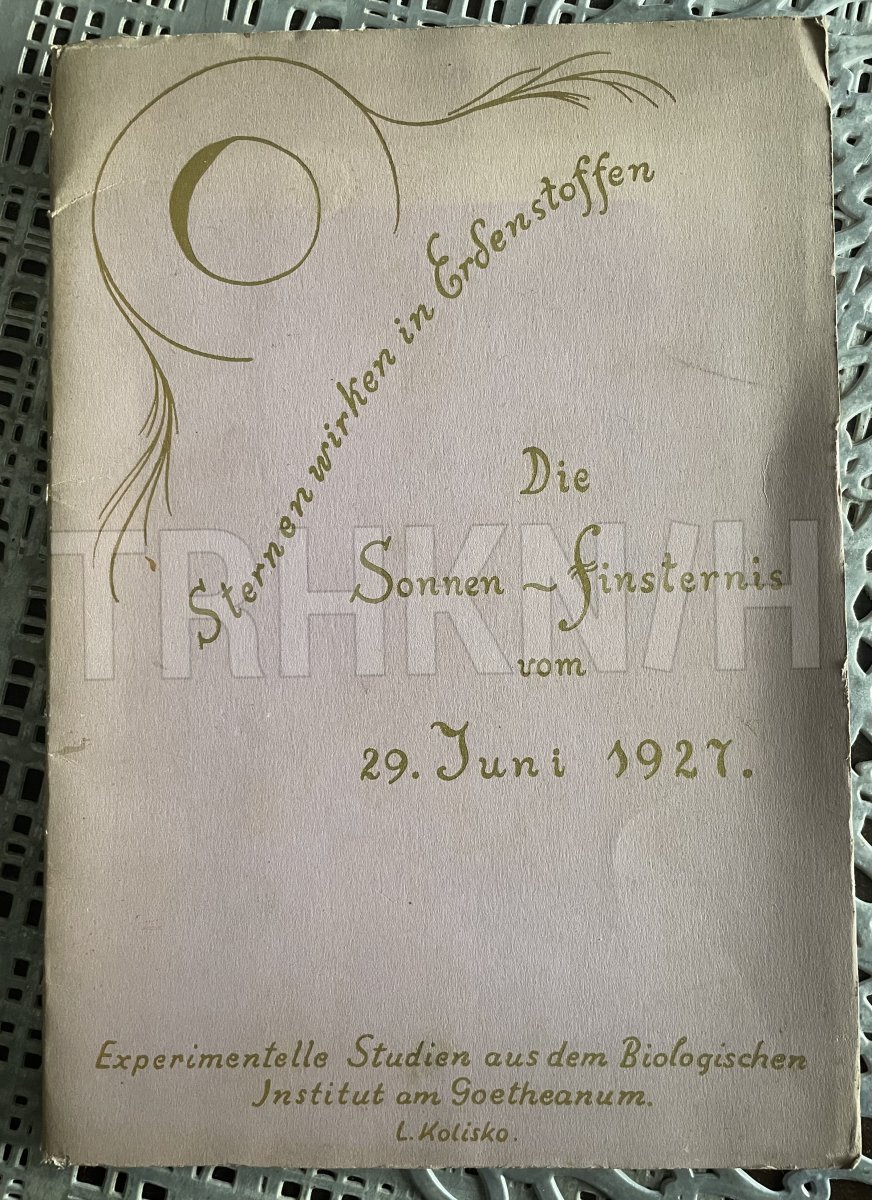 Sternenwirken in Erdenstoffen
Die
Sonnen ~ Finsternis
vom
29. Juni 1927.
Experimentelle Studien aus dem Biologischen
Institut am Goetheanum.
L. Kolisko.
TRHKN/H